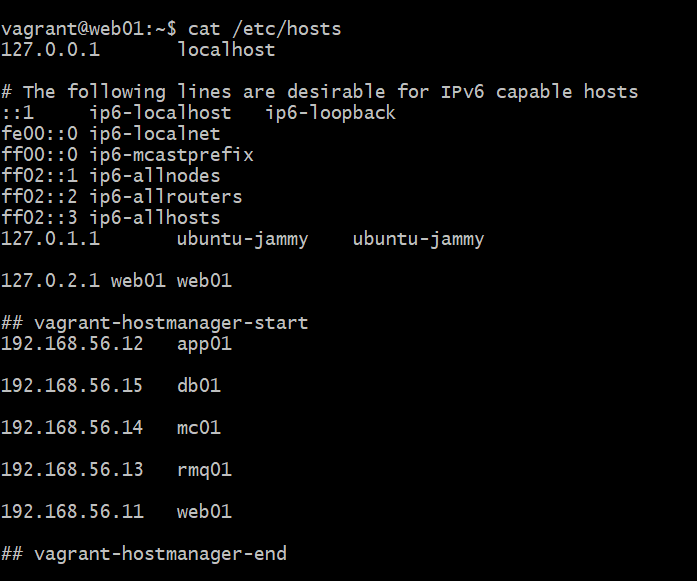 vagrant@web01:~$ cat /etc/hosts
127.0.0.1       localhost
# The following lines are desirable for IPv6 capable hosts
::1     ip6-localhost   ip6-loopback
fe00::0 ip6-localnet
ff00::0 ip6-mcastprefix
ff02::1 ip6-allnodes
ff02::2 ip6-allrouters
ff02::3 ip6-allhosts
127.0.1.1       ubuntu-jammy    ubuntu-jammy
127.0.2.1 web01 web01
## vagrant-hostmanager-start
192.168.56.12   app01
192.168.56.15   db01
192.168.56.14   mc01
192.168.56.13   rmq01
192.168.56.11   web01
## vagrant-hostmanager-end